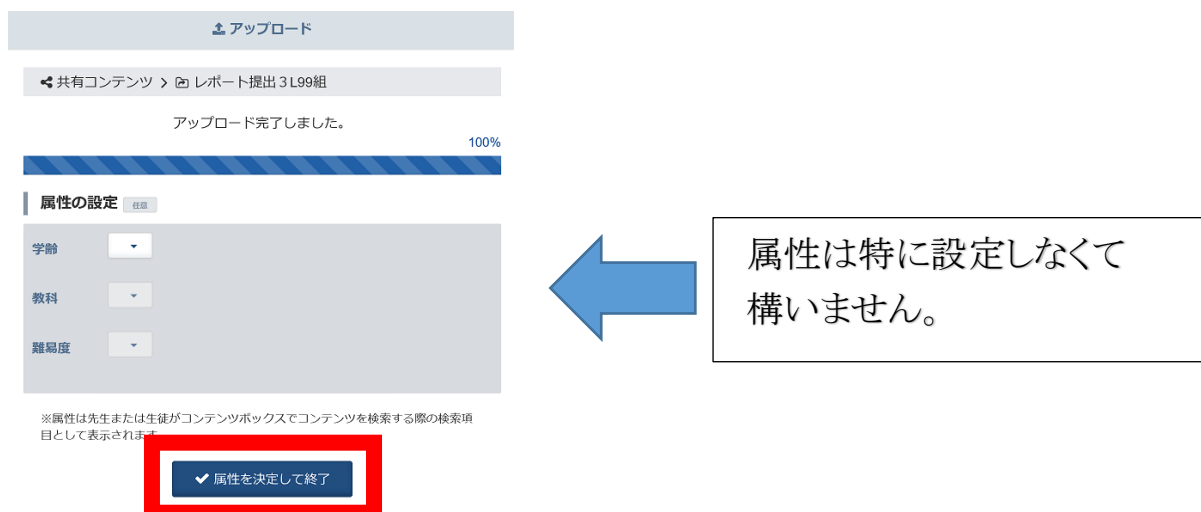 アップロード
共有コンテンツ > レポート提出３L99組
アップロード完了しました。
100%
属性の設定 任意
学齢
教科
難易度
※属性は先生または生徒がコンテンツボックスでコンテンツを検索する際の検索項
目として表示されます
属性を決定して終了
属性は特に設定しなくて
構いません。